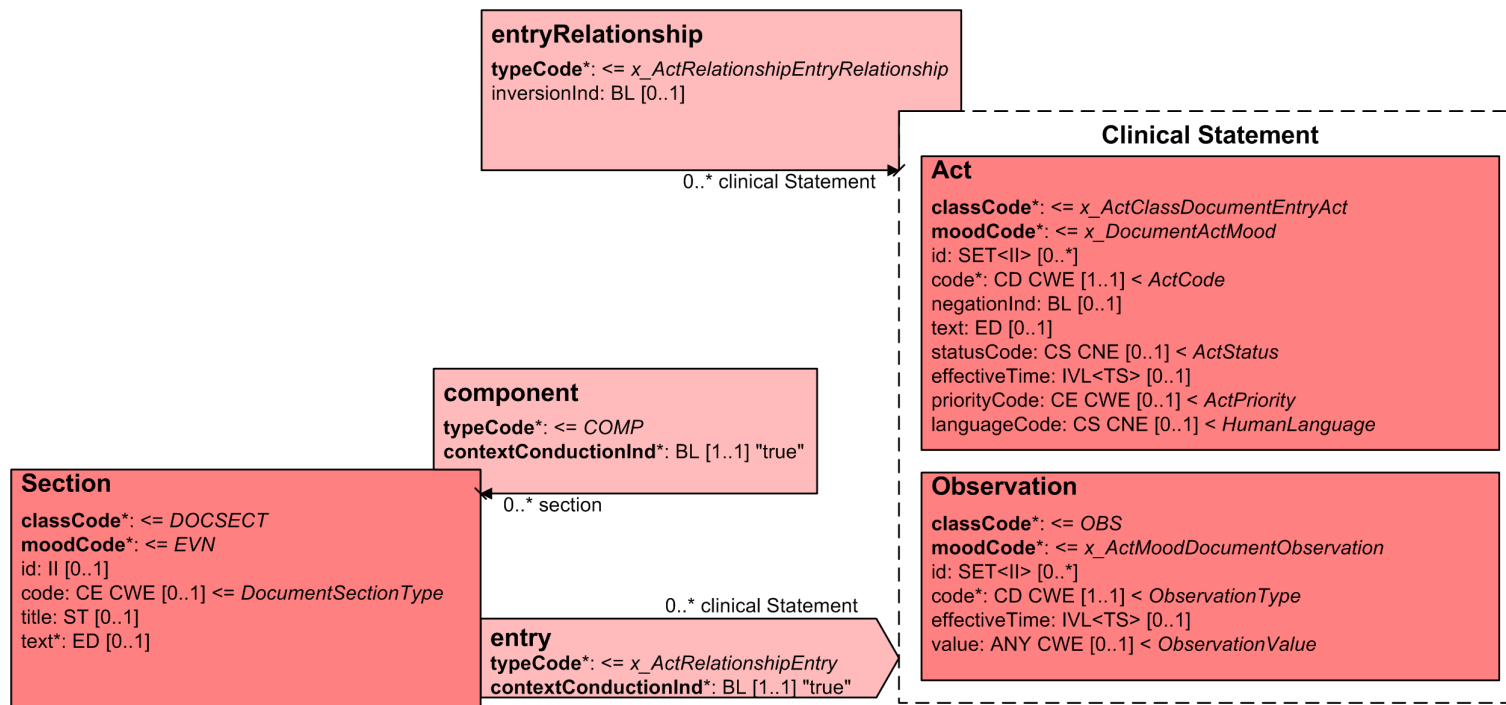 entryRelationship
typeCode*: <= x_ActRelationshipEntryRelationship
inversionInd: BL [0..1]
0..* clinical Statement
Clinical Statement
Act
classCode*: <= x_ActClassDocumentEntryAct
moodCode*: <= x_DocumentActMood
id: SET<II> [0..*]
code*: CD CWE [1..1] < ActCode
negationInd: BL [0..1]
text: ED [0..1]
statusCode: CS CNE [0..1] < ActStatus
effectiveTime: IVL<TS> [0..1]
priorityCode: CE CWE [0..1] < ActPriority
languageCode: CS CNE [0..1] < HumanLanguage
component
typeCode*: <= COMP
contextConductionInd*: BL [1..1] "true"
0..* section
Section
classCode*: <= DOCSECT
moodCode*: <= EVN
id: II [0..1]
code: CE CWE [0..1] <= DocumentSectionType
title: ST [0..1]
text*: ED [0..1]
Observation
classCode*: <= OBS
moodCode*: <= x_ActMoodDocumentObservation
id: SET<II> [0..*]
code*: CD CWE [1..1] < ObservationType
effectiveTime: IVL<TS> [0..1]
value: ANY CWE [0..1] < ObservationValue
0..* clinical Statement
entry
typeCode*: <= x_ActRelationshipEntry
contextConductionInd*: BL [1..1] "true"